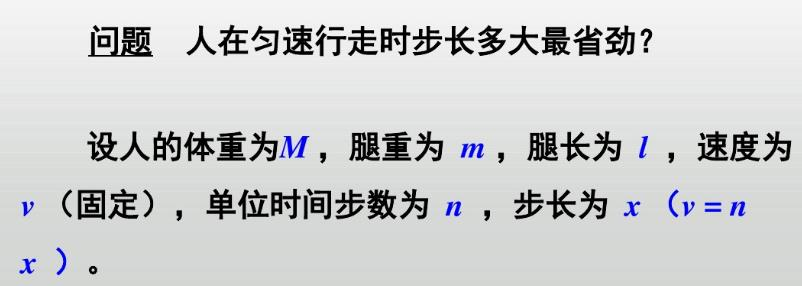 问题 人在匀速行走时步长多大最省劲？
设人的体重为M，腿重为 m，腿长为 l ，速度为
v （固定），单位时间步数为 n ，步长为 x （v = n
x ）。